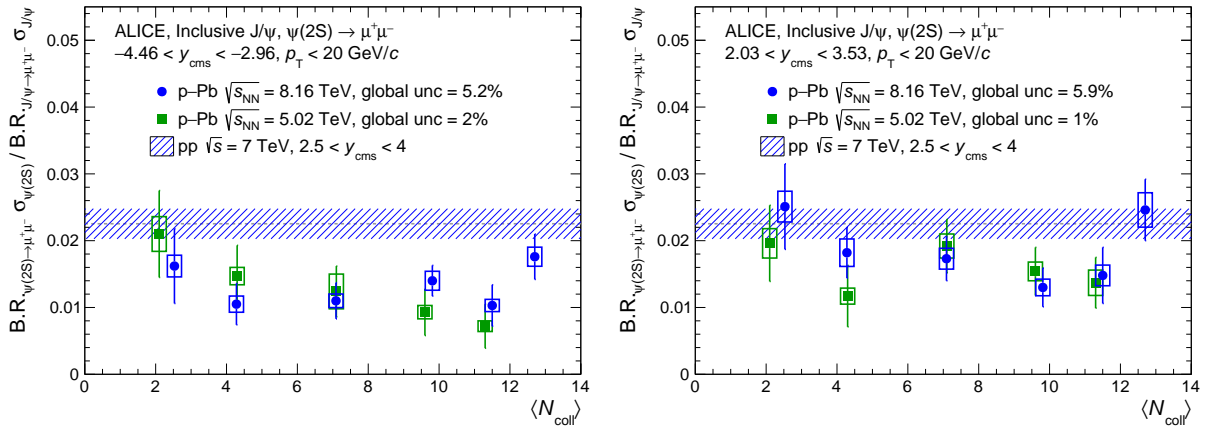 ALICE, Inclusive J/ψ, ψ(2S) → μ⁺μ⁻
−4.46 < y_cms < −2.96, p_T < 20 GeV/c
p–Pb √s_NN = 8.16 TeV, global unc = 5.2%
p–Pb √s_NN = 5.02 TeV, global unc = 2%
pp √s = 7 TeV, 2.5 < y_cms < 4
B.R._ψ(2S)→μ⁺μ⁻ σ_ψ(2S) / B.R._J/ψ→μ⁺μ⁻ σ_J/ψ
0.05
0.04
0.03
0.02
0.01
0
0 2 4 6 8 10 12 14
⟨N_coll⟩
ALICE, Inclusive J/ψ, ψ(2S) → μ⁺μ⁻
2.03 < y_cms < 3.53, p_T < 20 GeV/c
p–Pb √s_NN = 8.16 TeV, global unc = 5.9%
p–Pb √s_NN = 5.02 TeV, global unc = 1%
pp √s = 7 TeV, 2.5 < y_cms < 4
B.R._ψ(2S)→μ⁺μ⁻ σ_ψ(2S) / B.R._J/ψ→μ⁺μ⁻ σ_J/ψ
0.05
0.04
0.03
0.02
0.01
0
0 2 4 6 8 10 12 14
⟨N_coll⟩